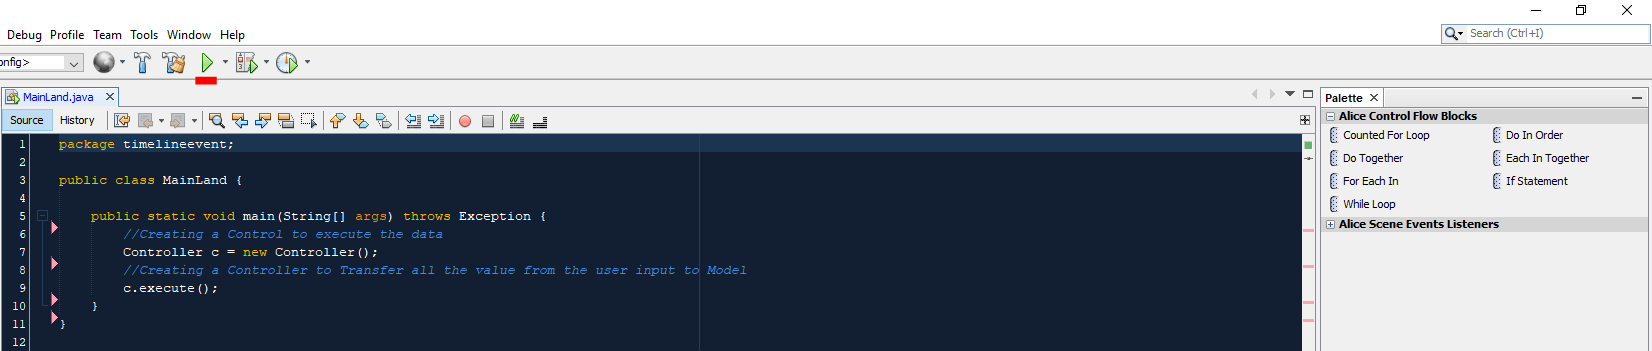 Debug Profile Team Tools Window Help
Search (Ctrl+I)
onfig>
MainLand.java
Source History
1 package timelineevent;
2
3 public class MainLand {
4
5 public static void main(String[] args) throws Exception {
6 //Creating a Control to execute the data
7 Controller c = new Controller();
8 //Creating a Controller to Transfer all the value from the user input to Model
9 c.execute();
10 }
11 }
12
Palette
Alice Control Flow Blocks
Counted For Loop Do In Order
Do Together Each In Together
For Each In If Statement
While Loop
Alice Scene Events Listeners